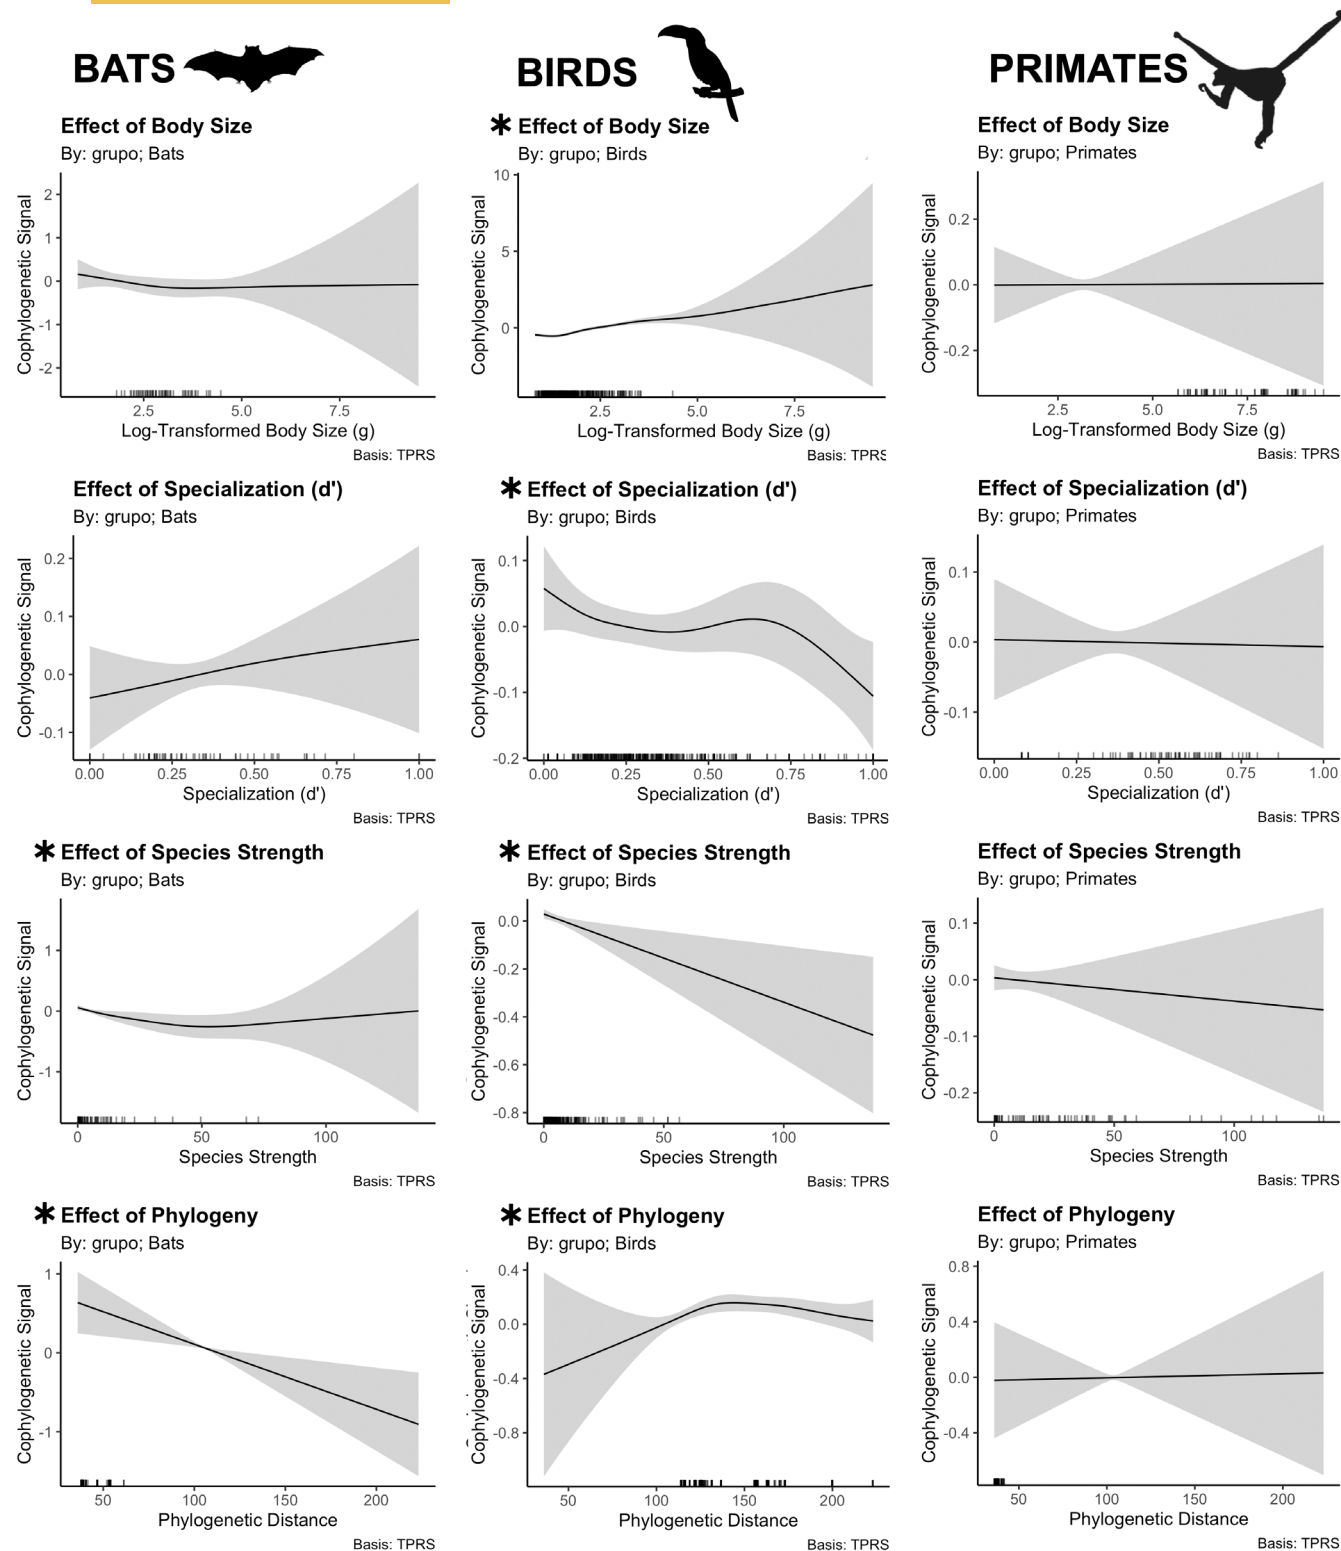 BATS
BIRDS
PRIMATES
Effect of Body Size
By: grupo; Bats
Cophylogenetic Signal
2
1
0
-1
-2
2.5 5.0 7.5
Log-Transformed Body Size (g)
Basis: TPRS
* Effect of Body Size
By: grupo; Birds
Cophylogenetic Signal
10
5
0
2.5 5.0 7.5
Log-Transformed Body Size (g)
Basis: TPRS
Effect of Body Size
By: grupo; Primates
Cophylogenetic Signal
0.2
0.0
-0.2
2.5 5.0 7.5
Log-Transformed Body Size (g)
Basis: TPRS
Effect of Specialization (d')
By: grupo; Bats
Cophylogenetic Signal
0.2
0.1
0.0
-0.1
0.00 0.25 0.50 0.75 1.00
Specialization (d')
Basis: TPRS
* Effect of Specialization (d')
By: grupo; Birds
Cophylogenetic Signal
0.1
0.0
-0.1
-0.2
0.00 0.25 0.50 0.75 1.00
Specialization (d')
Basis: TPRS
Effect of Specialization (d')
By: grupo; Primates
Cophylogenetic Signal
0.1
0.0
-0.1
0.00 0.25 0.50 0.75 1.00
Specialization (d')
Basis: TPRS
* Effect of Species Strength
By: grupo; Bats
Cophylogenetic Signal
1
0
-1
0 50 100
Species Strength
Basis: TPRS
* Effect of Species Strength
By: grupo; Birds
Cophylogenetic Signal
0.0
-0.2
-0.4
-0.6
-0.8
0 50 100
Species Strength
Basis: TPRS
Effect of Species Strength
By: grupo; Primates
Cophylogenetic Signal
0.1
0.0
-0.1
-0.2
0 50 100
Species Strength
Basis: TPRS
* Effect of Phylogeny
By: grupo; Bats
Cophylogenetic Signal
1
0
-1
50 100 150 200
Phylogenetic Distance
Basis: TPRS
* Effect of Phylogeny
By: grupo; Birds
Cophylogenetic Signal
0.4
0.0
-0.4
-0.8
50 100 150 200
Phylogenetic Distance
Basis: TPRS
Effect of Phylogeny
By: grupo; Primates
Cophylogenetic Signal
0.8
0.4
0.0
-0.4
50 100 150 200
Phylogenetic Distance
Basis: TPRS